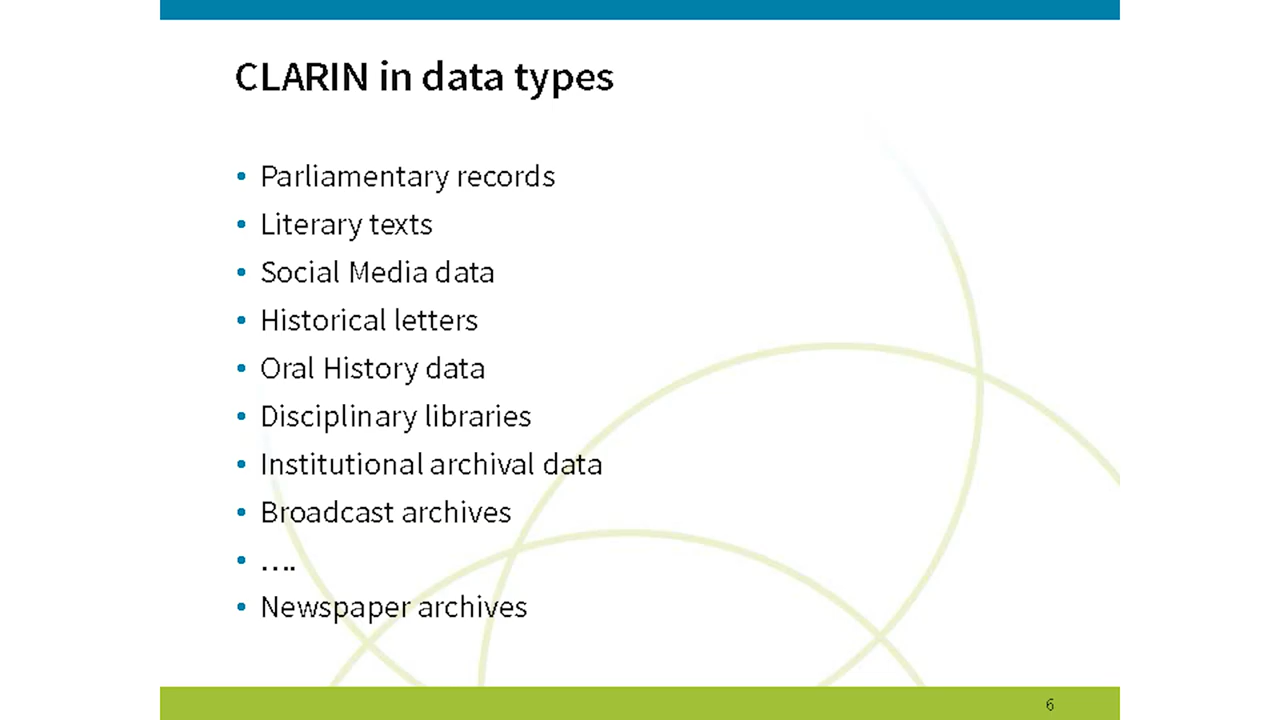 CLARIN in data types
• Parliamentary records
• Literary texts
• Social Media data
• Historical letters
• Oral History data
• Disciplinary libraries
• Institutional archival data
• Broadcast archives
• ....
• Newspaper archives
6